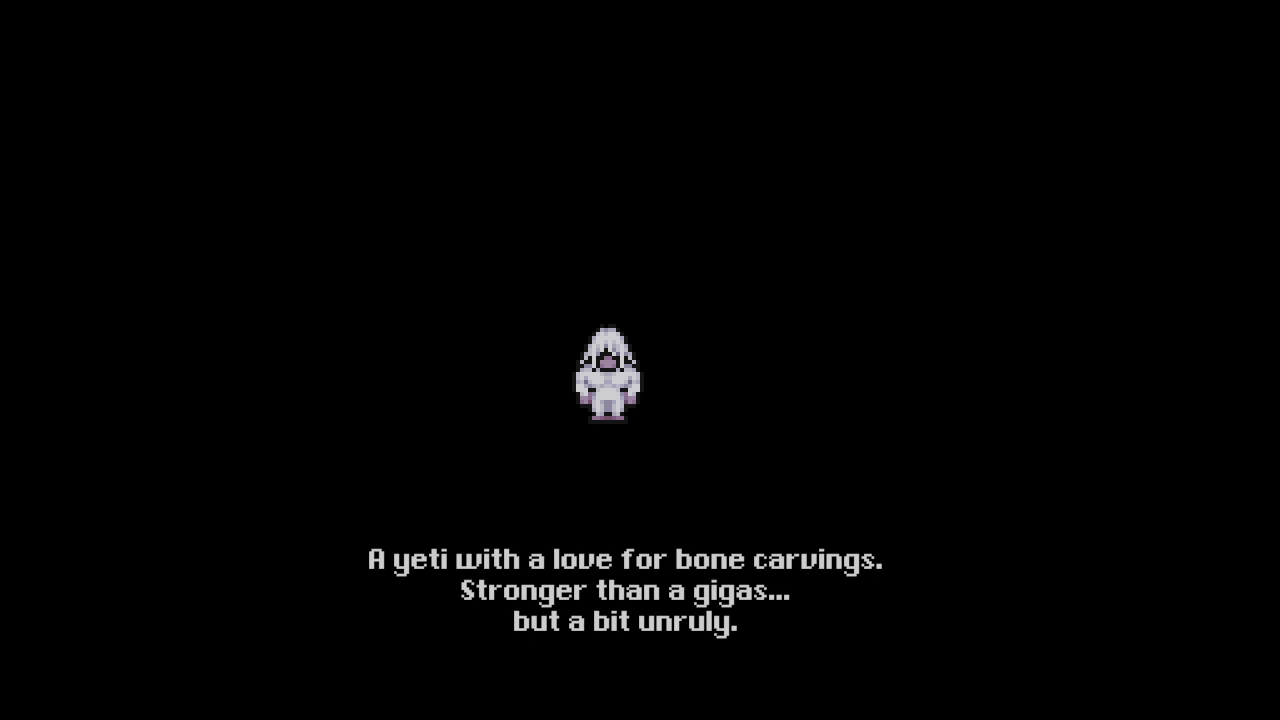 A yeti with a love for bone carvings.
Stronger than a gigas...
but a bit unruly.